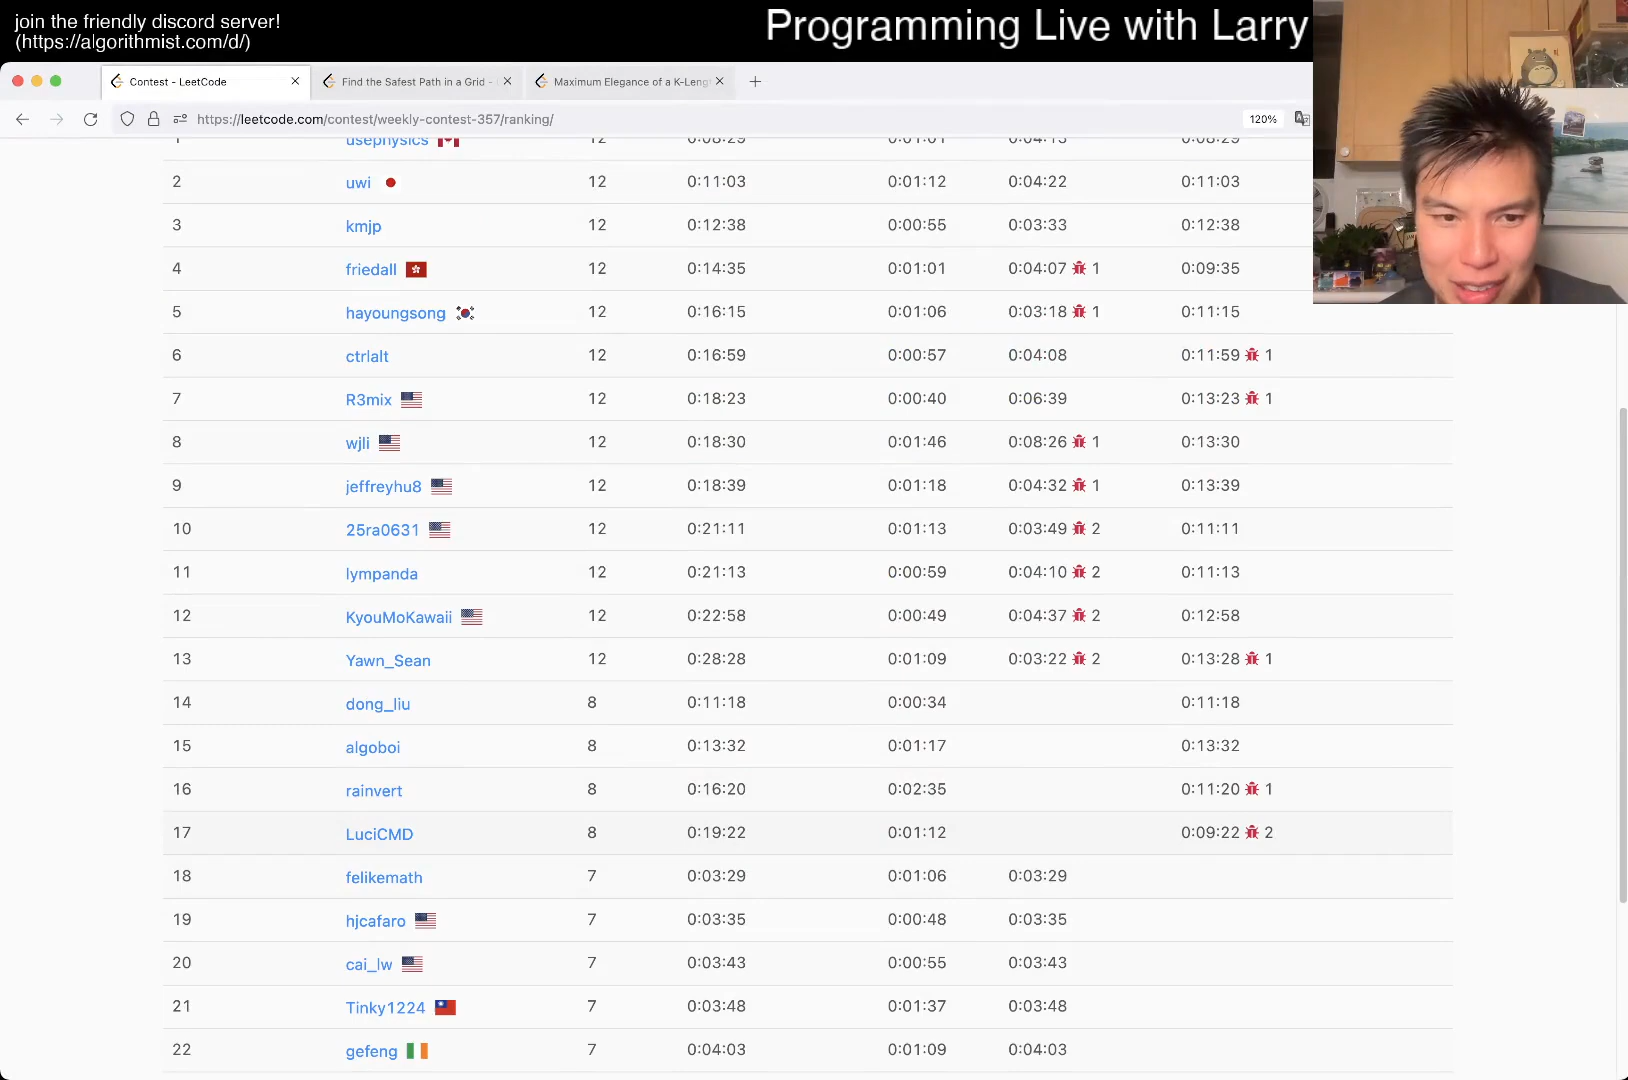 join the friendly discord server!
(https://algorithmist.com/d/)
Programming Live with Larry
Contest - LeetCode
Find the Safest Path in a Grid -
Maximum Elegance of a K-Leng
https://leetcode.com/contest/weekly-contest-357/ranking/
120%
1 usephysics 12 0:08:29 0:01:01 0:04:13 0:08:29
2 uwi 12 0:11:03 0:01:12 0:04:22 0:11:03
3 kmjp 12 0:12:38 0:00:55 0:03:33 0:12:38
4 friedall 12 0:14:35 0:01:01 0:04:07 1 0:09:35
5 hayoungsong 12 0:16:15 0:01:06 0:03:18 1 0:11:15
6 ctrlalt 12 0:16:59 0:00:57 0:04:08 0:11:59 1
7 R3mix 12 0:18:23 0:00:40 0:06:39 0:13:23 1
8 wjli 12 0:18:30 0:01:46 0:08:26 1 0:13:30
9 jeffreyhu8 12 0:18:39 0:01:18 0:04:32 1 0:13:39
10 25ra0631 12 0:21:11 0:01:13 0:03:49 2 0:11:11
11 lympanda 12 0:21:13 0:00:59 0:04:10 2 0:11:13
12 KyouMoKawaii 12 0:22:58 0:00:49 0:04:37 2 0:12:58
13 Yawn_Sean 12 0:28:28 0:01:09 0:03:22 2 0:13:28 1
14 dong_liu 8 0:11:18 0:00:34 0:11:18
15 algoboi 8 0:13:32 0:01:17 0:13:32
16 rainvert 8 0:16:20 0:02:35 0:11:20 1
17 LuciCMD 8 0:19:22 0:01:12 0:09:22 2
18 felikemath 7 0:03:29 0:01:06 0:03:29
19 hjcafaro 7 0:03:35 0:00:48 0:03:35
20 cai_lw 7 0:03:43 0:00:55 0:03:43
21 Tinky1224 7 0:03:48 0:01:37 0:03:48
22 gefeng 7 0:04:03 0:01:09 0:04:03